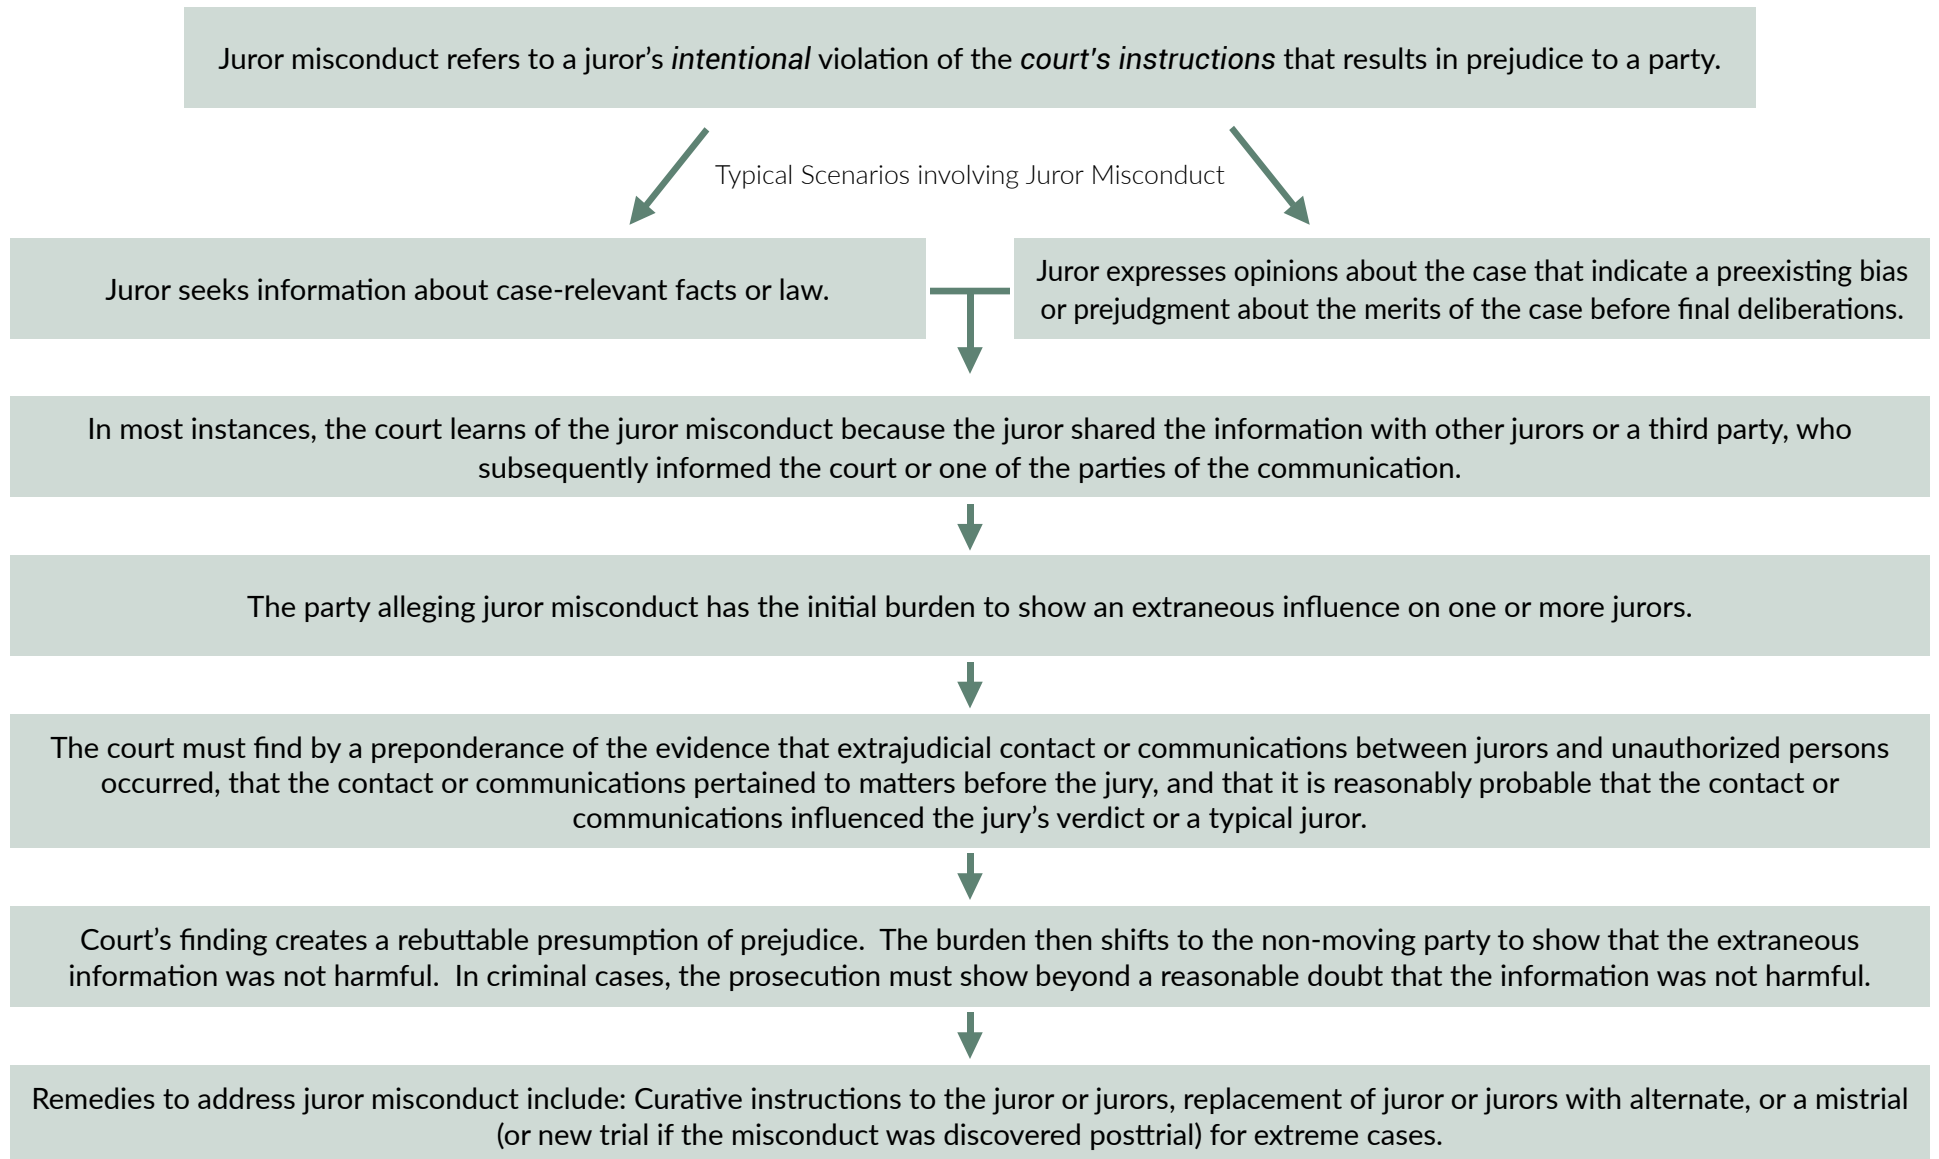 Juror misconduct refers to a juror’s intentional violation of the court’s instructions that results in prejudice to a party.
Typical Scenarios involving Juror Misconduct
Juror seeks information about case-relevant facts or law.
Juror expresses opinions about the case that indicate a preexisting bias
or prejudgment about the merits of the case before final deliberations.
In most instances, the court learns of the juror misconduct because the juror shared the information with other jurors or a third party, who
subsequently informed the court or one of the parties of the communication.
The party alleging juror misconduct has the initial burden to show an extraneous influence on one or more jurors.
The court must find by a preponderance of the evidence that extrajudicial contact or communications between jurors and unauthorized persons
occurred, that the contact or communications pertained to matters before the jury, and that it is reasonably probable that the contact or
communications influenced the jury’s verdict or a typical juror.
Court’s finding creates a rebuttable presumption of prejudice.  The burden then shifts to the non-moving party to show that the extraneous
information was not harmful.  In criminal cases, the prosecution must show beyond a reasonable doubt that the information was not harmful.
Remedies to address juror misconduct include: Curative instructions to the juror or jurors, replacement of juror or jurors with alternate, or a mistrial
(or new trial if the misconduct was discovered posttrial) for extreme cases.